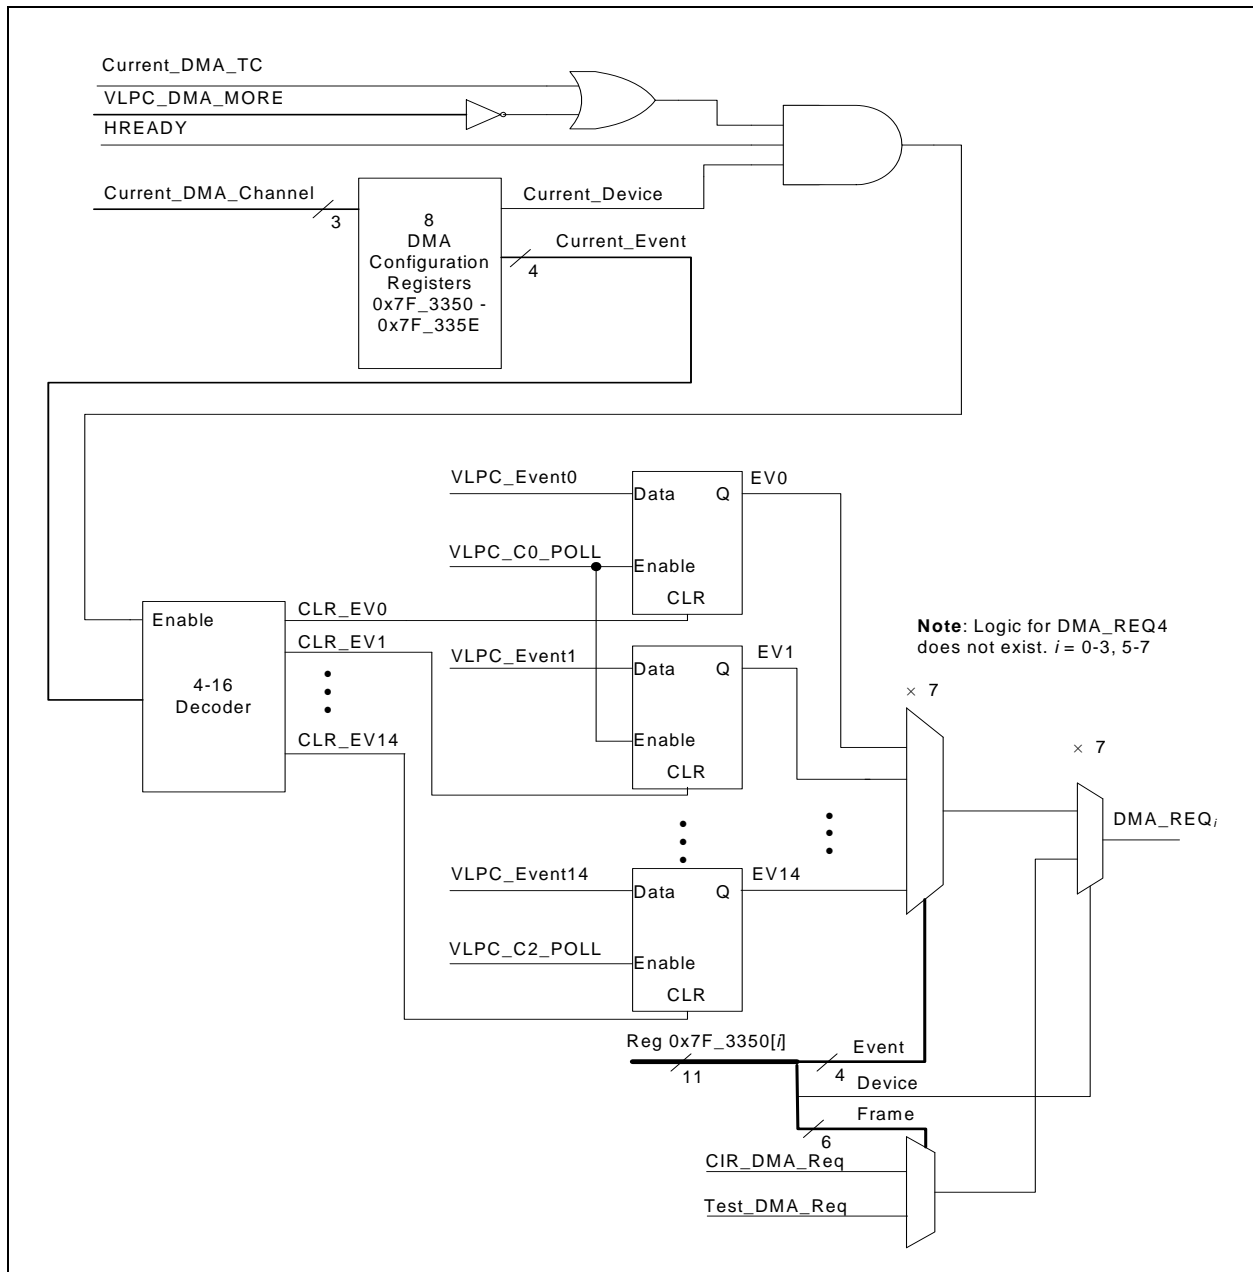 Current_DMA_TC
VLPC_DMA_MORE
HREADY
Current_DMA_Channel
3
8
DMA
Configuration
Registers
0x7F_3350 -
0x7F_335E
Current_Device
Current_Event
4
VLPC_Event0
Data
Q
EV0
VLPC_C0_POLL
Enable
CLR
Enable
4-16
Decoder
CLR_EV0
CLR_EV1
CLR_EV14
VLPC_Event1
Data
Q
EV1
Enable
CLR
Note: Logic for DMA_REQ4
does not exist. i = 0-3, 5-7
× 7
× 7
DMA_REQi
VLPC_Event14
Data
Q
EV14
VLPC_C2_POLL
Enable
CLR
Reg 0x7F_3350[i]
11
Event
4
Device
Frame
6
CIR_DMA_Req
Test_DMA_Req